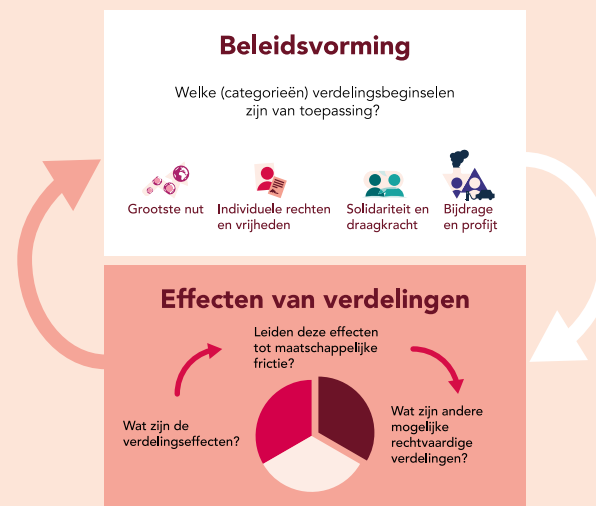 Beleidsvorming
Welke (categorieën) verdelingsbeginselen
zijn van toepassing?
Grootste nut
Individuele rechten
en vrijheden
Solidariteit en
draagkracht
Bijdrage
en profijt
Effecten van verdelingen
Leiden deze effecten
tot maatschappelijke
frictie?
Wat zijn de
verdelingseffecten?
Wat zijn andere
mogelijke
rechtvaardige
verdelingen?